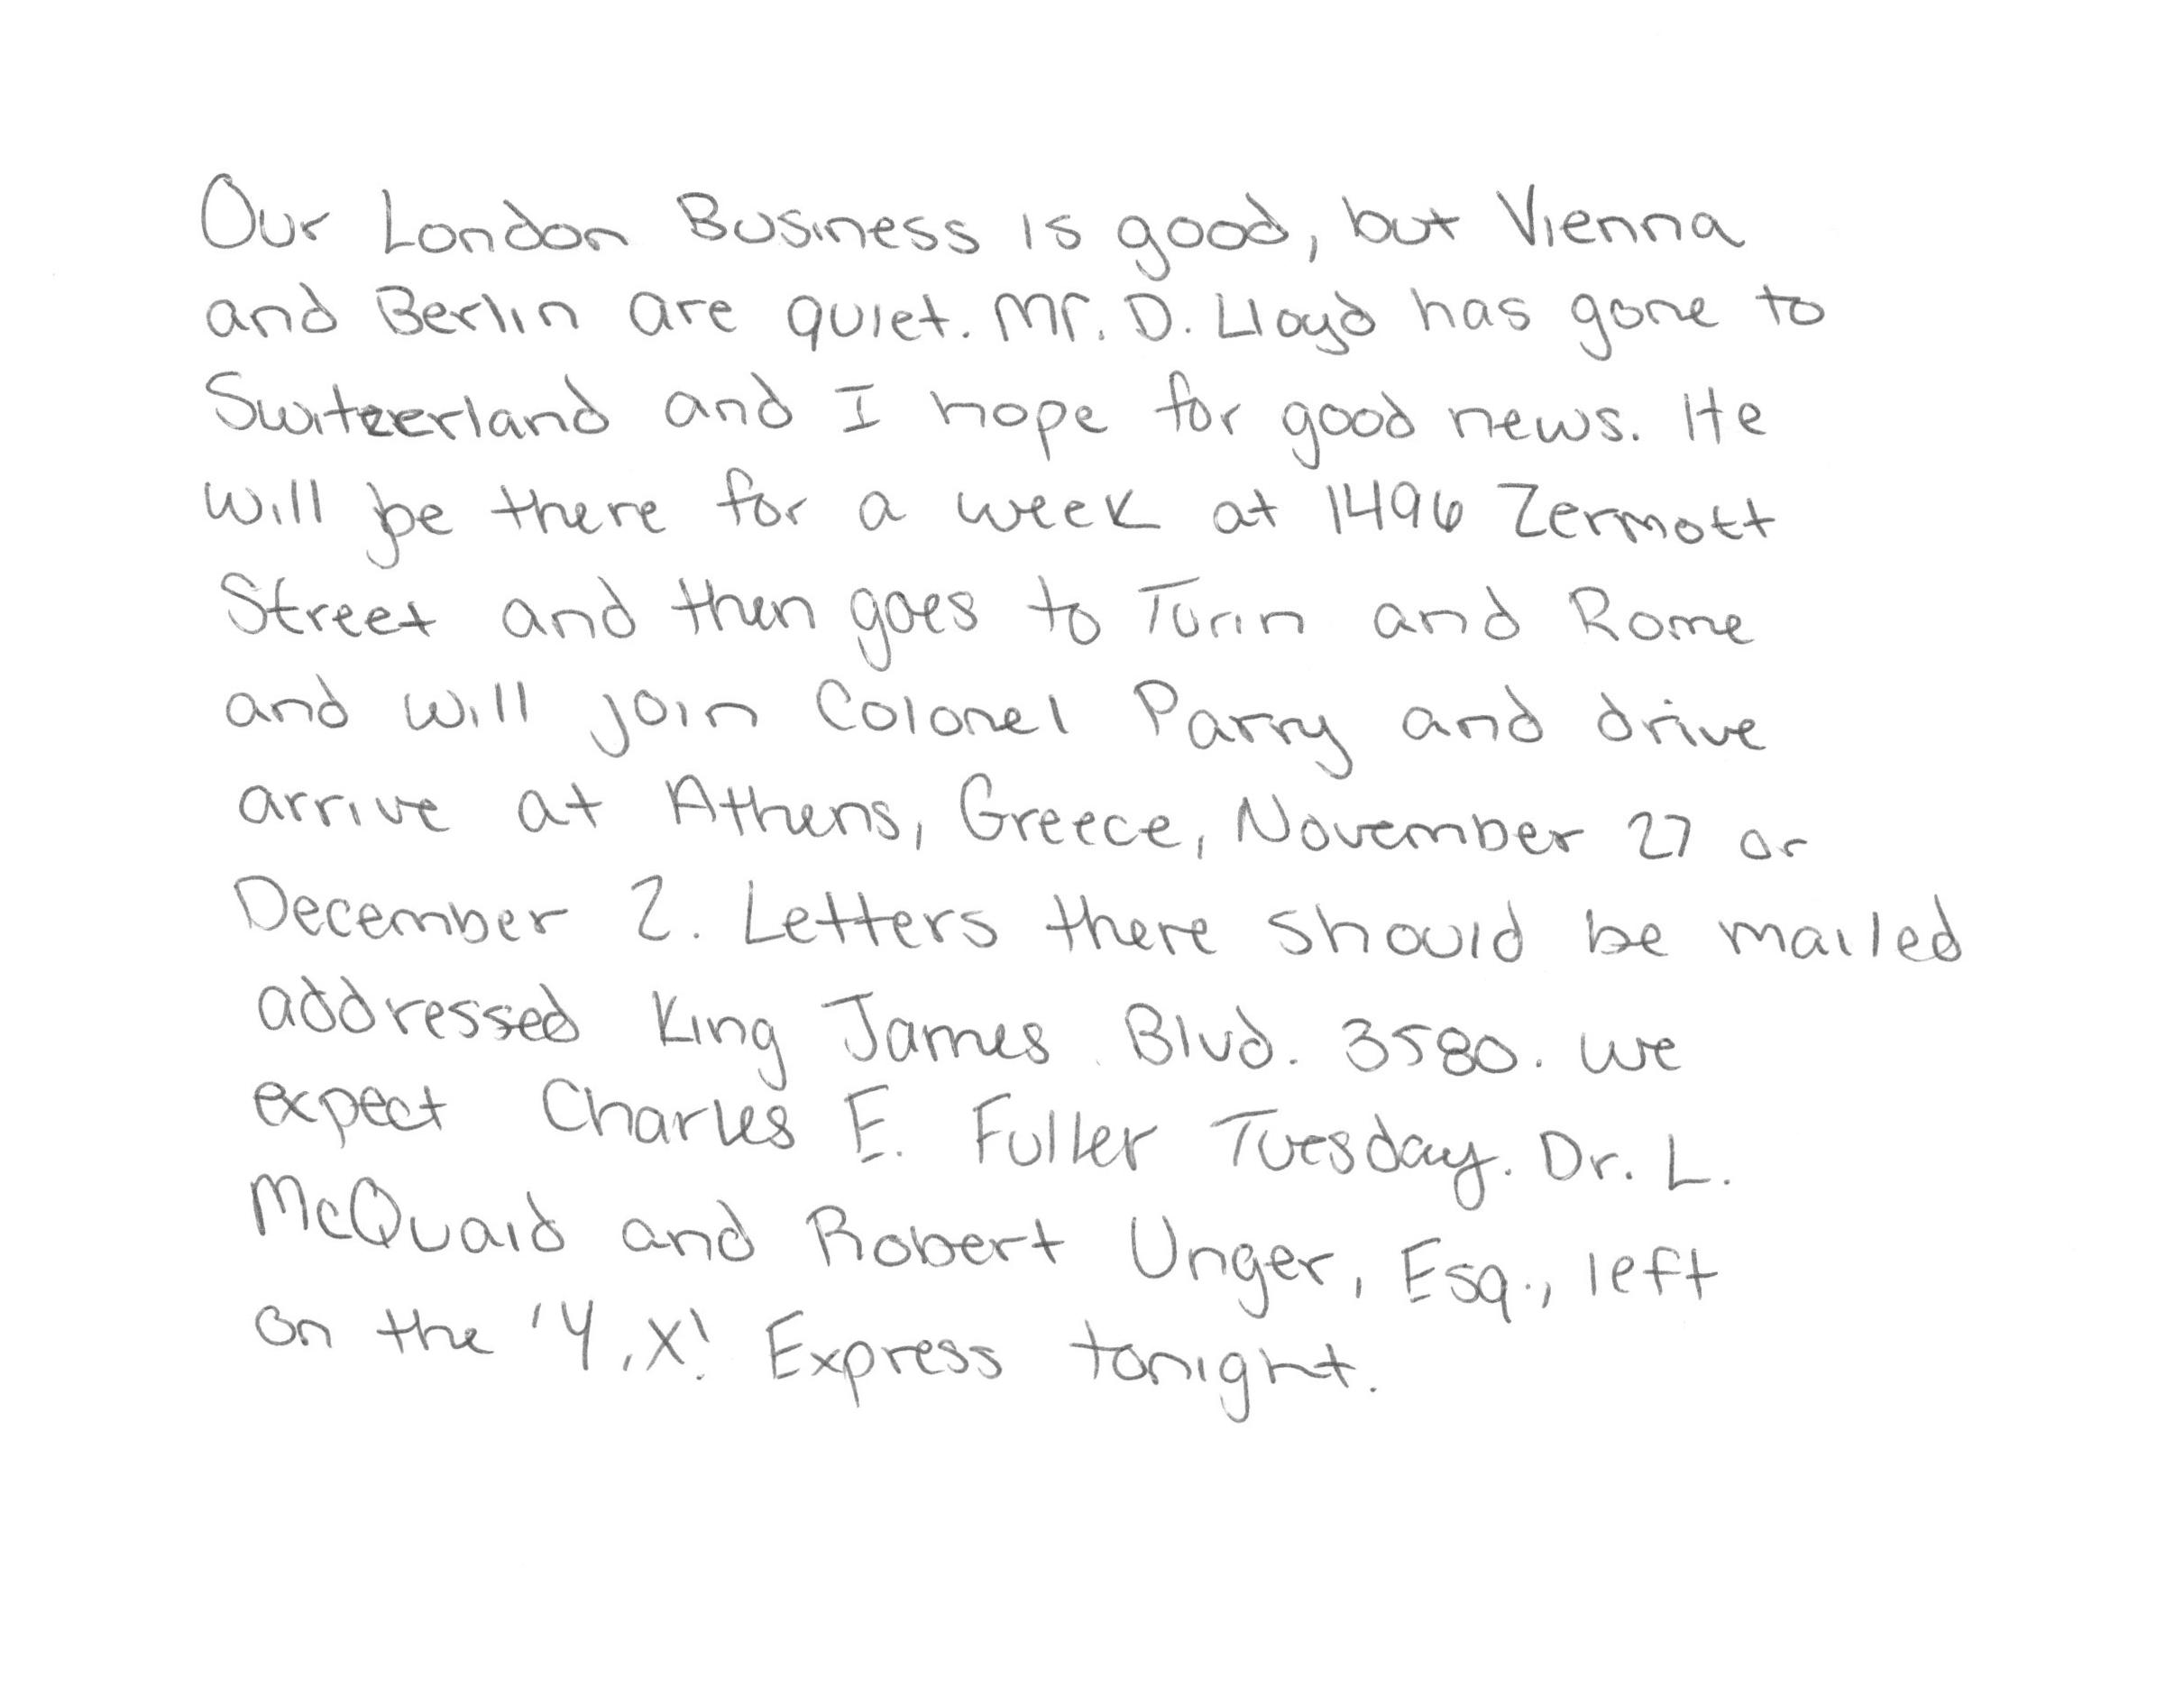 Our London Business is good, but Vienna
and Berlin are quiet. Mr. D. Lloyd has gone to
Switzerland and I hope for good news. He
will be there for a week at 1496 Zermott
Street and then goes to Turin and Rome
and will join Colonel Parry and drive
arrive at Athens, Greece, November 27 or
December 2. Letters there should be mailed
addressed King James Blvd. 3580. We
expect Charles E. Fuller Tuesday. Dr. L.
McQuaid and Robert Unger, Esq., left
on the 'Y.X.' Express tonight.